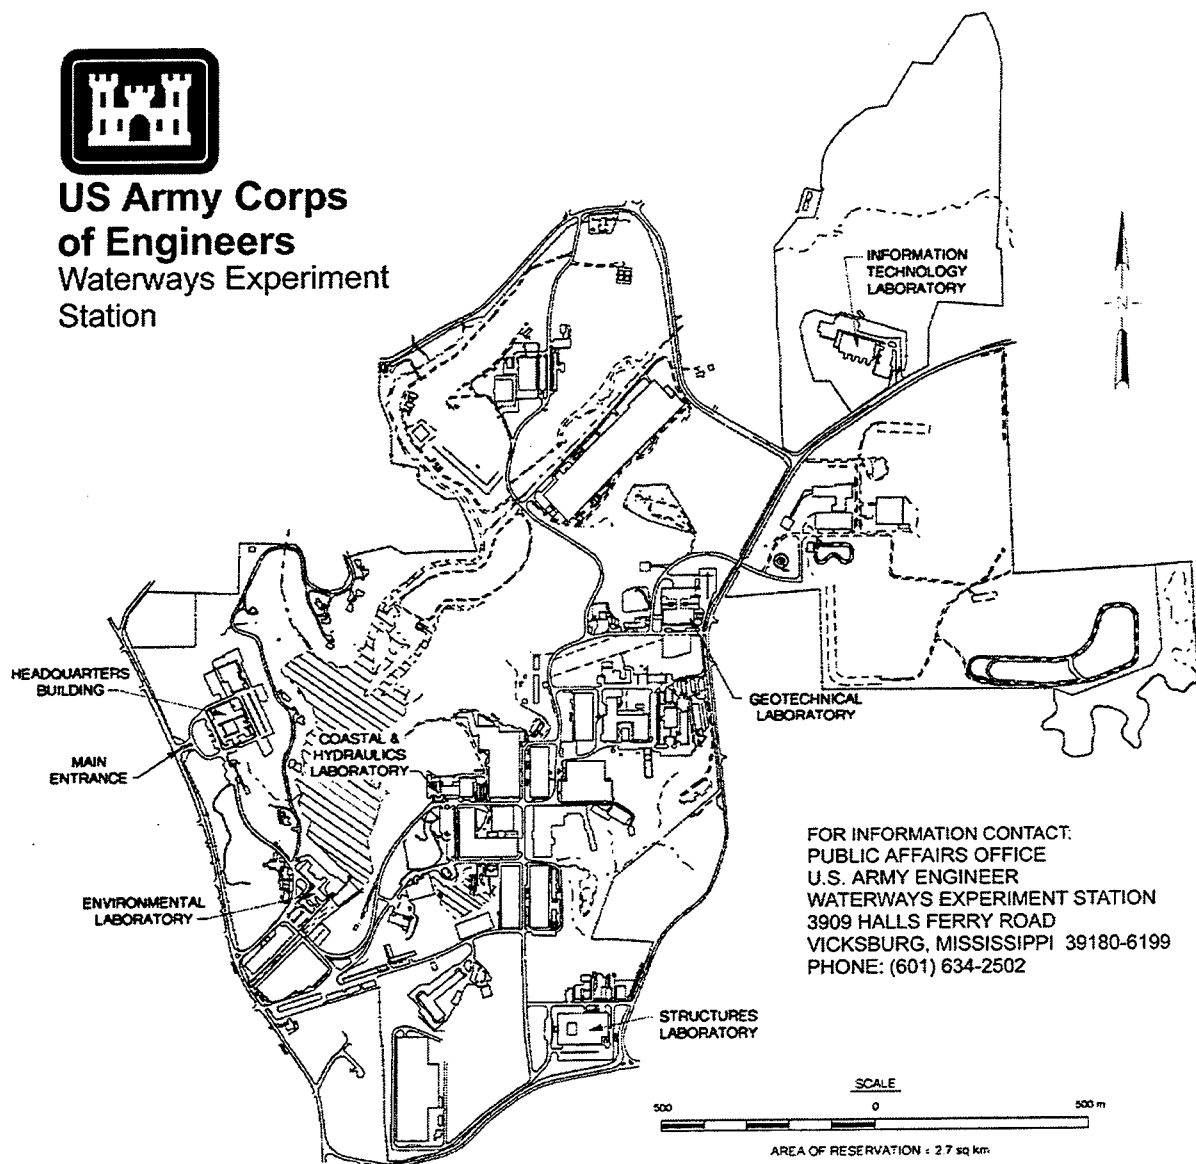 US Army Corps
of Engineers
Waterways Experiment
Station
INFORMATION
TECHNOLOGY
LABORATORY
N
HEADQUARTERS
BUILDING
MAIN
ENTRANCE
COASTAL &
HYDRAULICS
LABORATORY
GEOTECHNICAL
LABORATORY
ENVIRONMENTAL
LABORATORY
STRUCTURES
LABORATORY
FOR INFORMATION CONTACT:
PUBLIC AFFAIRS OFFICE
U.S. ARMY ENGINEER
WATERWAYS EXPERIMENT STATION
3909 HALLS FERRY ROAD
VICKSBURG, MISSISSIPPI 39180-6199
PHONE: (601) 634-2502
SCALE
500 0 500 m
AREA OF RESERVATION = 2.7 sq km